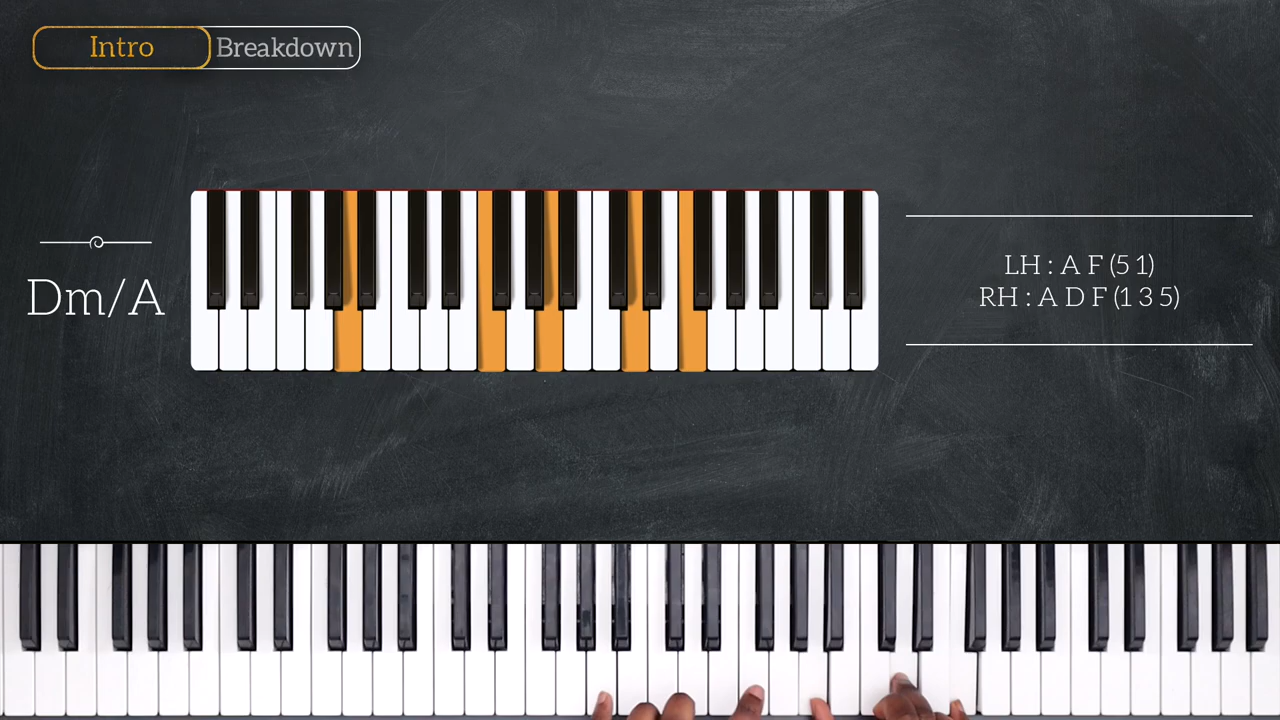 Intro Breakdown
Dm/A
LH : A F (5 1)
RH : A D F (1 3 5)